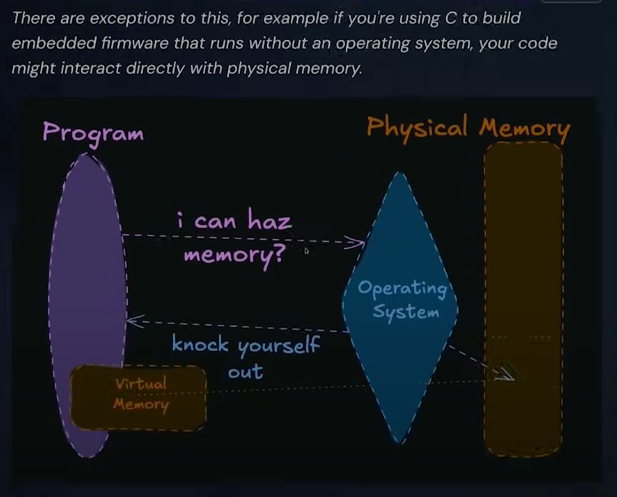 There are exceptions to this, for example if you're using C to build
embedded firmware that runs without an operating system, your code
might interact directly with physical memory.
Program
Physical Memory
i can haz
memory?
Operating
System
knock yourself
out
Virtual
Memory